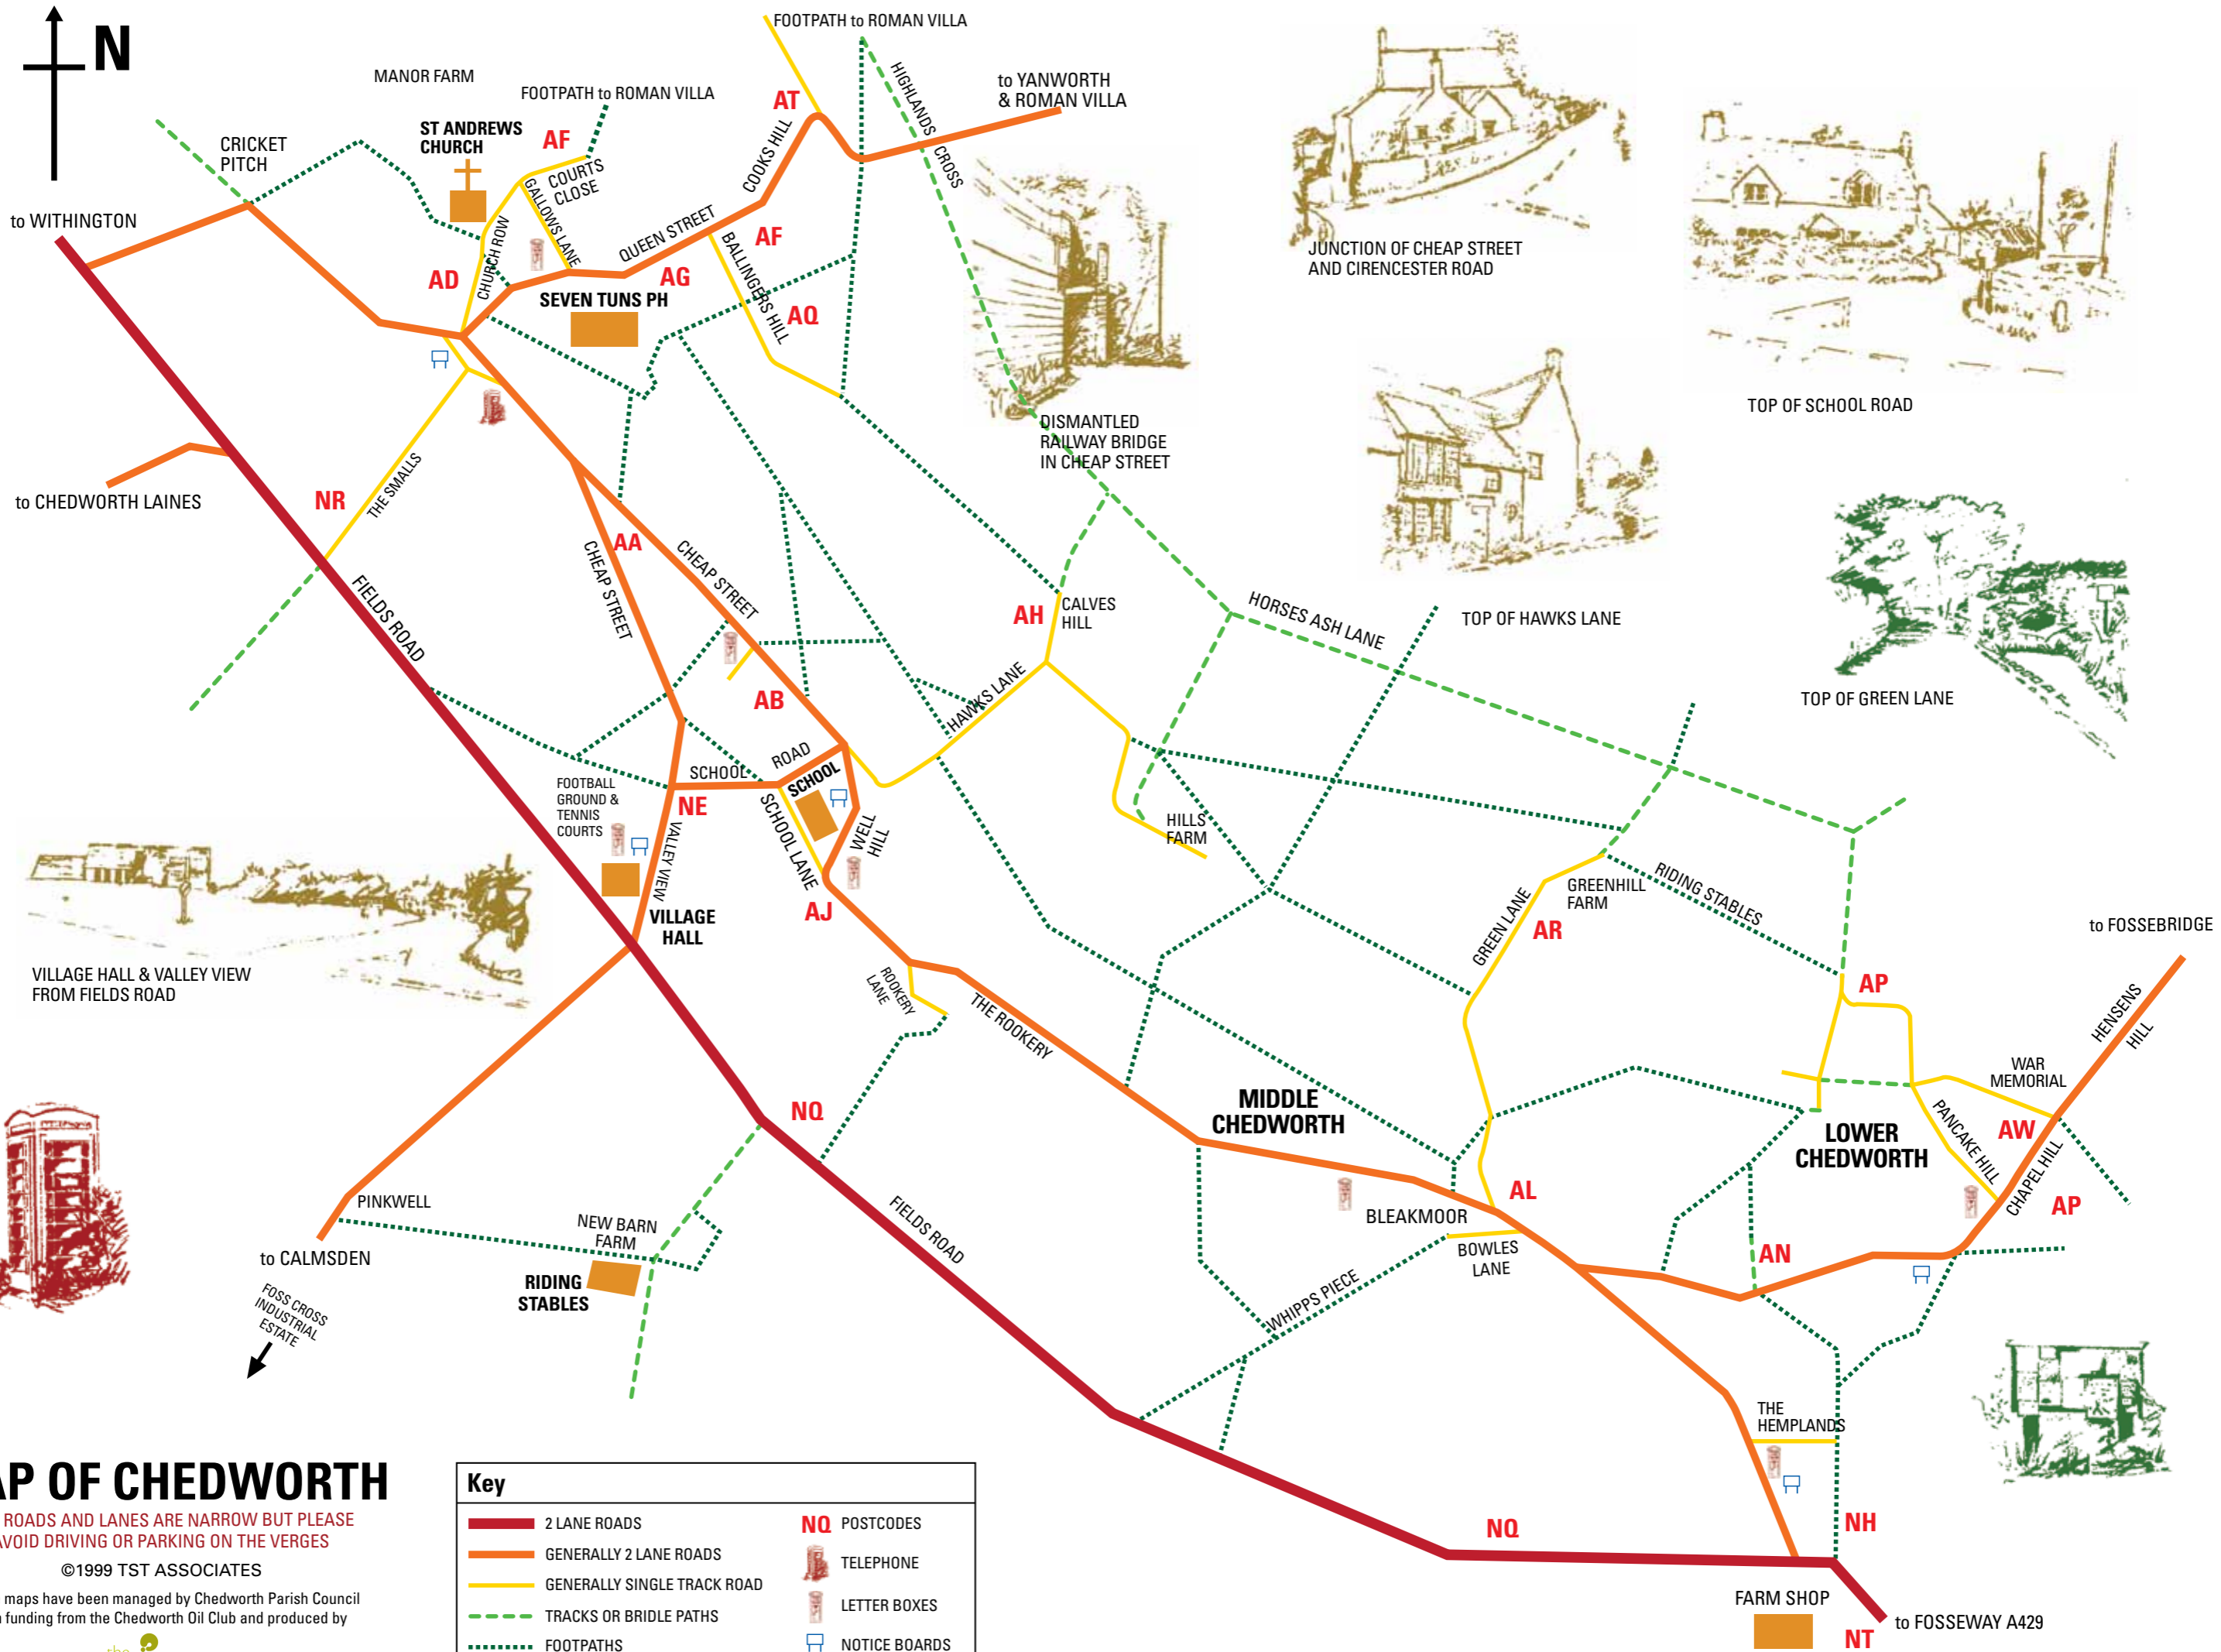 N
MANOR FARM
FOOTPATH to ROMAN VILLA
FOOTPATH to ROMAN VILLA
HIGHLANDS CROSS
to YANWORTH
& ROMAN VILLA
CRICKET
PITCH
ST ANDREWS
CHURCH
AF
COURTS
CLOSE
GALLOWS LANE
CHURCH ROW
AT
COOKS HILL
to WITHINGTON
AD
QUEEN STREET
AG
AF
BALLINGERS HILL
AQ
SEVEN TUNS PH
JUNCTION OF CHEAP STREET
AND CIRENCESTER ROAD
TOP OF SCHOOL ROAD
DISMANTLED
RAILWAY BRIDGE
IN CHEAP STREET
to CHEDWORTH LAINES
NR
THE SMALLS
FIELDS ROAD
AA
CHEAP STREET
CHEAP STREET
AH
CALVES
HILL
HORSES ASH LANE
TOP OF HAWKS LANE
TOP OF GREEN LANE
AB
HAWKS LANE
SCHOOL
ROAD
SCHOOL
NE
FOOTBALL
GROUND &
TENNIS
COURTS
VALLEY VIEW
SCHOOL LANE
WELL
HILL
HILLS
FARM
AJ
VILLAGE
HALL
GREENHILL
FARM
RIDING STABLES
GREEN LANE
AR
to FOSSEBRIDGE
VILLAGE HALL & VALLEY VIEW
FROM FIELDS ROAD
ROOKERY
LANE
THE ROOKERY
AP
HENSENS
HILL
WAR
MEMORIAL
NQ
MIDDLE
CHEDWORTH
LOWER
CHEDWORTH
PANCAKE HILL
AW
CHAPEL HILL
AP
PINKWELL
to CALMSDEN
NEW BARN
FARM
RIDING
STABLES
FIELDS ROAD
AL
BLEAKMOOR
BOWLES
LANE
WHIPPS PIECE
AN
FOSS CROSS
INDUSTRIAL
ESTATE
THE
HEMPLANDS
NQ
NH
FARM SHOP
to FOSSEWAY A429
NT
AP OF CHEDWORTH
ROADS AND LANES ARE NARROW BUT PLEASE
AVOID DRIVING OR PARKING ON THE VERGES
©1999 TST ASSOCIATES
maps have been managed by Chedworth Parish Council
funding from the Chedworth Oil Club and produced by
the
Key
2 LANE ROADS
GENERALLY 2 LANE ROADS
GENERALLY SINGLE TRACK ROAD
TRACKS OR BRIDLE PATHS
FOOTPATHS
NQ POSTCODES
TELEPHONE
LETTER BOXES
NOTICE BOARDS